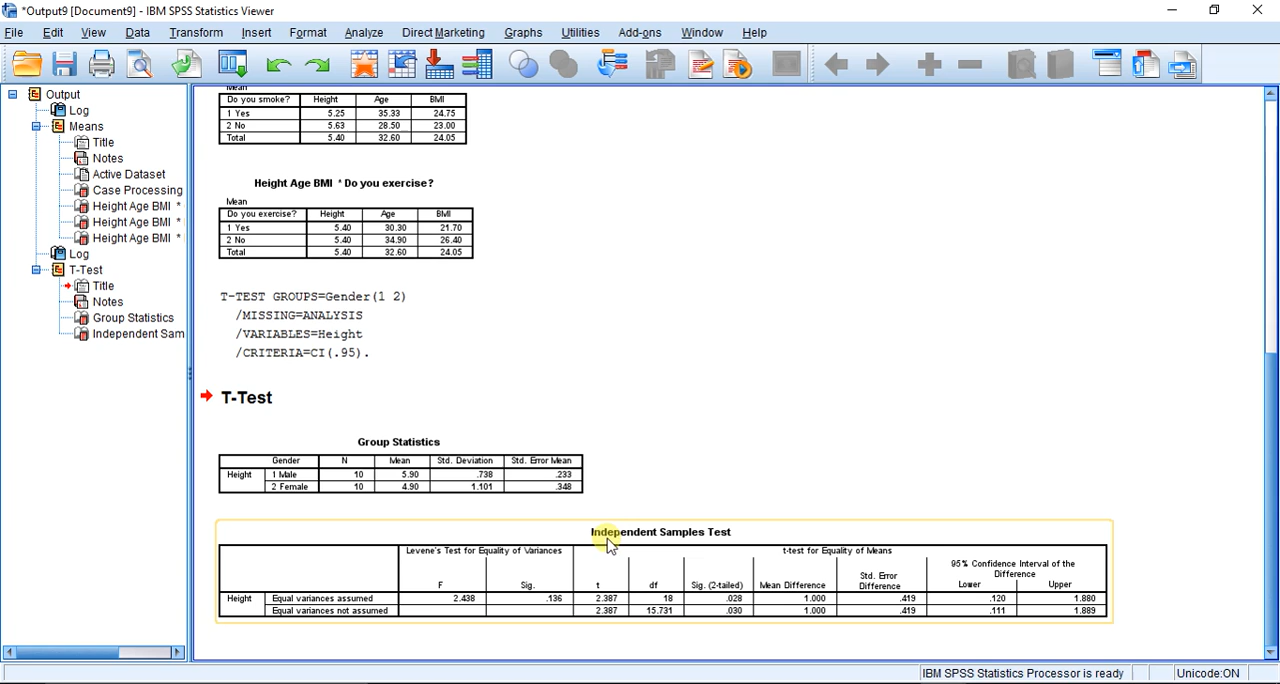 *Output9 [Document9] - IBM SPSS Statistics Viewer
File Edit View Data Transform Insert Format Analyze Direct Marketing Graphs Utilities Add-ons Window Help
Output
Log
Means
Title
Notes
Active Dataset
Case Processing
Height Age BMI *
Height Age BMI *
Height Age BMI *
Log
T-Test
Title
Notes
Group Statistics
Independent Sam
Mean
Do you smoke? Height Age BMI
1 Yes 5.25 35.33 24.75
2 No 5.63 28.50 23.00
Total 5.40 32.60 24.05
Height Age BMI * Do you exercise?
Mean
Do you exercise? Height Age BMI
1 Yes 5.40 30.30 21.70
2 No 5.40 34.90 26.40
Total 5.40 32.60 24.05
T-TEST GROUPS=Gender(1 2)
/MISSING=ANALYSIS
/VARIABLES=Height
/CRITERIA=CI(.95).
T-Test
Group Statistics
Gender N Mean Std. Deviation Std. Error Mean
Height 1 Male 10 5.90 .738 .233
2 Female 10 4.90 1.101 .348
Independent Samples Test
Levene's Test for Equality of Variances t-test for Equality of Means
95% Confidence Interval of the Difference
F Sig. t df Sig. (2-tailed) Mean Difference Std. Error Difference Lower Upper
Height Equal variances assumed 2.438 .136 2.387 18 .028 1.000 .419 .120 1.880
Equal variances not assumed 2.387 15.731 .030 1.000 .419 .111 1.889
IBM SPSS Statistics Processor is ready Unicode:ON